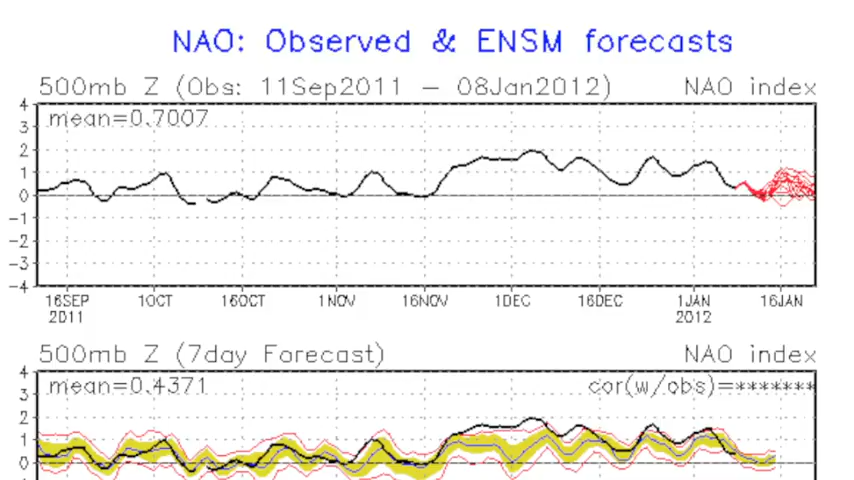 NAO: Observed & ENSM forecasts
500mb Z (Obs: 11Sep2011 – 08Jan2012) NAO index
mean=0.7007
4
3
2
1
0
-1
-2
-3
-4
16SEP 1OCT 16OCT 1NOV 16NOV 1DEC 16DEC 1JAN 16JAN
2011 2012
500mb Z (7day Forecast) NAO index
mean=0.4371 cor(w/obs)=*******
4
3
2
1
0